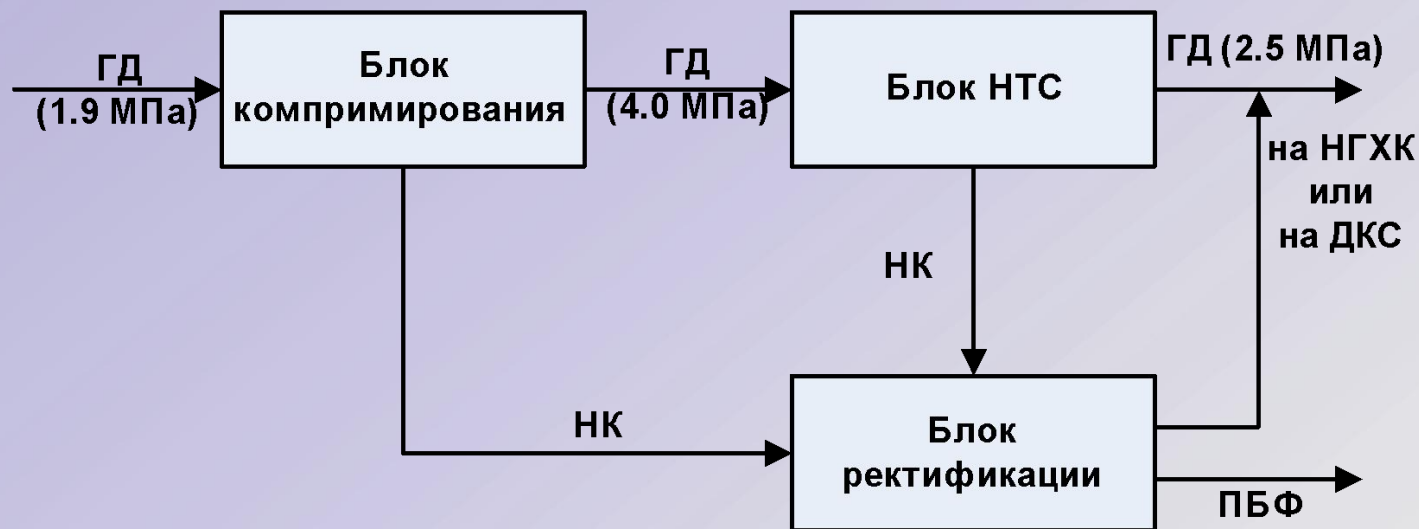 ГД
(1.9 МПа)
Блок
компримирования
ГД
(4.0 МПа)
Блок НТС
ГД (2.5 МПа)
на НГХК
или
на ДКС
НК
НК
Блок
ректификации
ПБФ